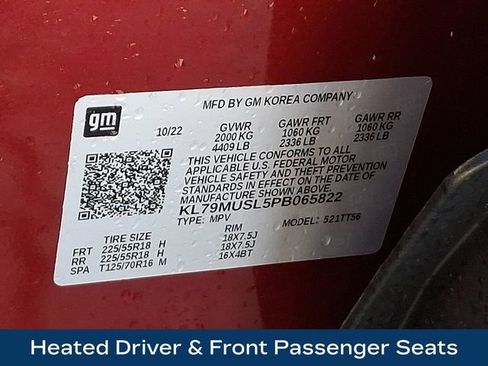 gm
MFD BY GM KOREA COMPANY
10/22 GVWR GAWR FRT GAWR RR
2000 KG 1060 KG 1060 KG
4409 LB 2336 LB 2336 LB
THIS VEHICLE CONFORMS TO ALL
APPLICABLE U.S. FEDERAL MOTOR
VEHICLE SAFETY AND THEFT
PREVENTION STANDARDS IN EFFECT
ON THE DATE OF
MANUFACTURE SHOWN ABOVE.
KL79MUSL5PB065822
TYPE: MPV MODEL: 521TT56
TIRE SIZE RIM
FRT 225/55R18 H 18X7.5J
RR 225/55R18 H 18X7.5J
SPA T125/70R16 M 16X4BT
Heated Driver & Front Passenger Seats